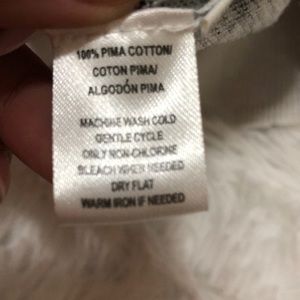 100% PIMA COTTON/
COTON PIMA/
ALGODÓN PIMA
MACHINE WASH COLD
GENTLE CYCLE
ONLY NON-CHLORINE
BLEACH WHEN NEEDED
DRY FLAT
WARM IRON IF NEEDED